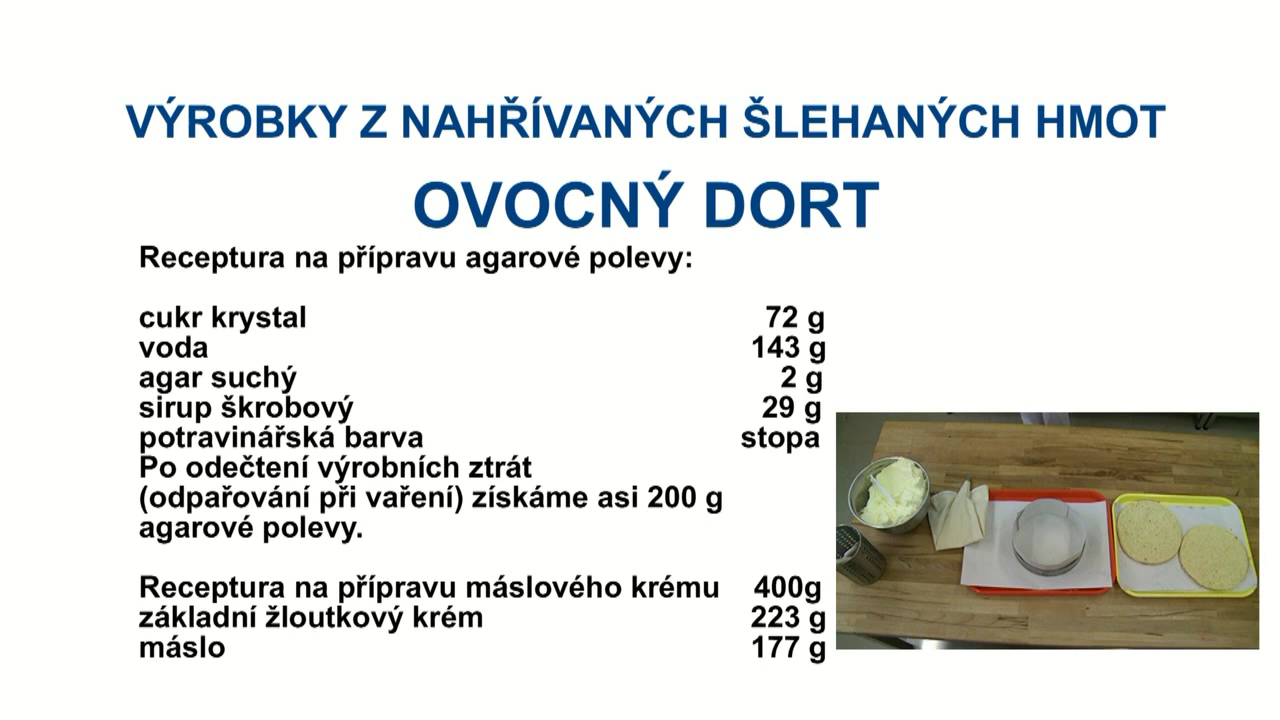 VÝROBKY Z NAHŘÍVANÝCH ŠLEHANÝCH HMOT
OVOCNÝ DORT
Receptura na přípravu agarové polevy:
cukr krystal 72 g
voda 143 g
agar suchý 2 g
sirup škrobový 29 g
potravinářská barva stopa
Po odečtení výrobních ztrát
(odpařování při vaření) získáme asi 200 g
agarové polevy.
Receptura na přípravu máslového krému 400g
základní žloutkový krém 223 g
máslo 177 g